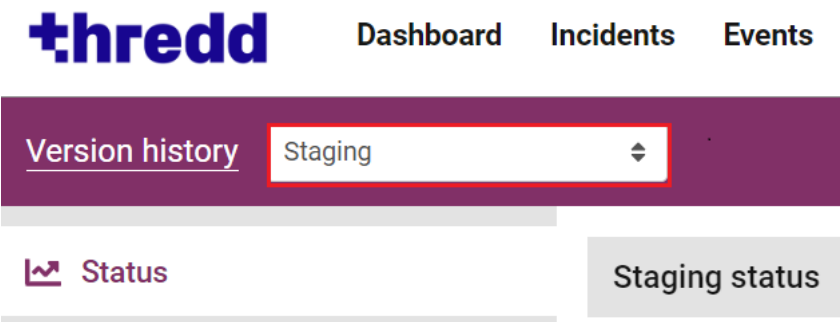 thredd Dashboard Incidents Events
Version history Staging
Status
Staging status